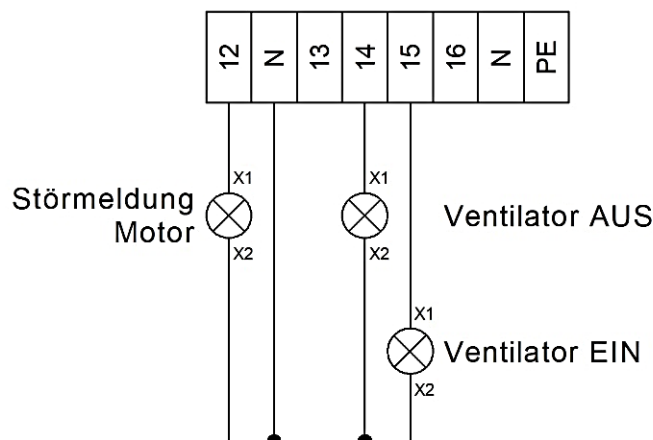 12 N 13 14 15 16 N PE
X1 X1
Störmeldung
Motor
Ventilator AUS
X2 X2
X1
Ventilator EIN
X2